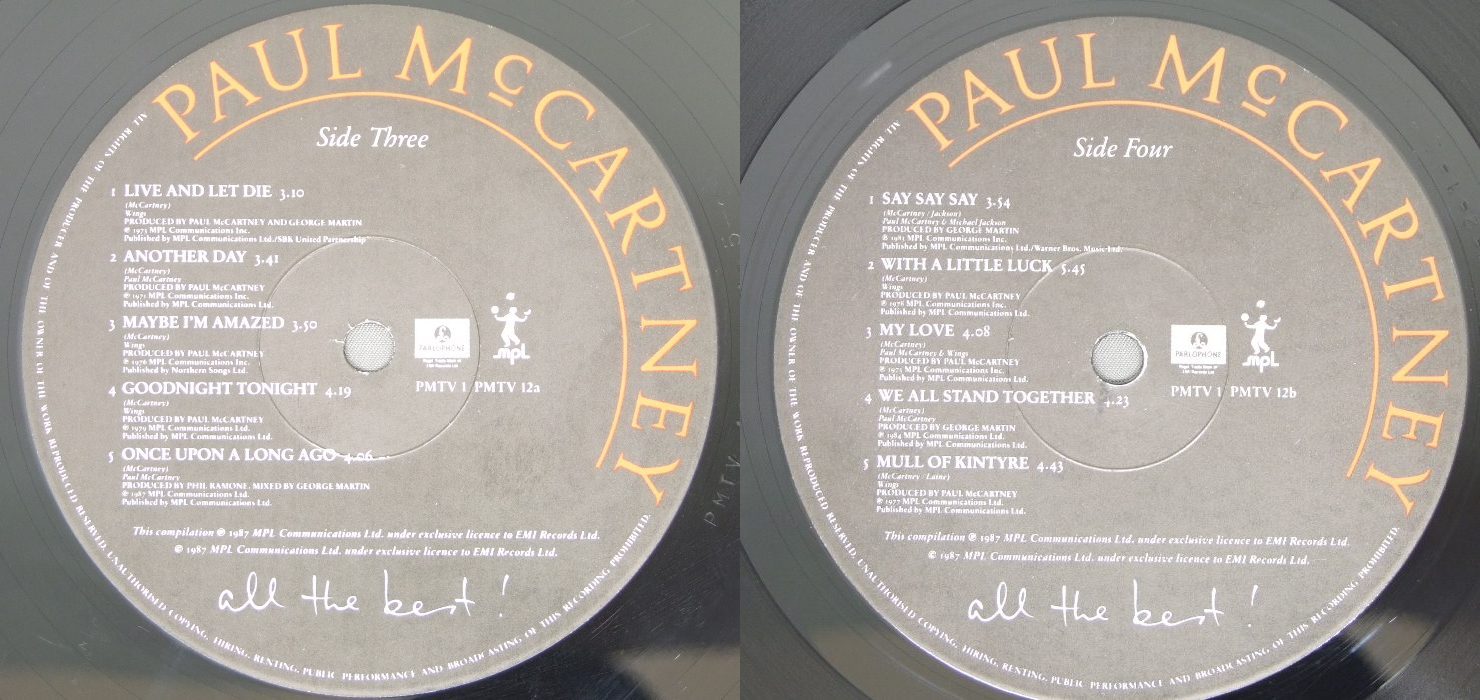 PAUL McCARTNEY
Side Three
1 LIVE AND LET DIE 3.10
(McCartney)
Wings
PRODUCED BY PAUL McCARTNEY AND GEORGE MARTIN
℗ 1973 MPL Communications Inc.
Published by MPL Communications Ltd./SBK United Partnership
2 ANOTHER DAY 3.41
(McCartney)
Paul McCartney
PRODUCED BY PAUL McCARTNEY
℗ 1971 MPL Communications Inc.
Published by MPL Communications Ltd.
3 MAYBE I'M AMAZED 3.50
(McCartney)
Wings
PRODUCED BY PAUL McCARTNEY
℗ 1976 MPL Communications Inc.
Published by Northern Songs Ltd.
4 GOODNIGHT TONIGHT 4.19
(McCartney)
Wings
PRODUCED BY PAUL McCARTNEY
℗ 1979 MPL Communications Inc.
Published by MPL Communications Ltd.
5 ONCE UPON A LONG AGO 4.06
(McCartney)
Paul McCartney
PRODUCED BY PHIL RAMONE. MIXED BY GEORGE MARTIN
℗ 1987 MPL Communications Ltd.
Published by MPL Communications Ltd.
PARLOPHONE
mpl
PMTV 1 PMTV 12a
This compilation ℗ 1987 MPL Communications Ltd. under exclusive licence to EMI Records Ltd.
© 1987 MPL Communications Ltd. under exclusive licence to EMI Records Ltd.
all the best!
ALL RIGHTS OF THE PRODUCER AND OF THE OWNER OF THE WORK REPRODUCED RESERVED. UNAUTHORISED COPYING, HIRING, RENTING, PUBLIC PERFORMANCE AND BROADCASTING OF THIS RECORDING PROHIBITED.
PMTV
PAUL McCARTNEY
Side Four
1 SAY SAY SAY 3.54
(McCartney/Jackson)
Paul McCartney & Michael Jackson
PRODUCED BY GEORGE MARTIN
℗ 1983 MPL Communications Inc.
Published by MPL Communications Ltd./Warner Bros. Music Ltd.
2 WITH A LITTLE LUCK 5.45
(McCartney)
Wings
PRODUCED BY PAUL McCARTNEY
℗ 1978 MPL Communications Inc.
Published by MPL Communications Ltd.
3 MY LOVE 4.08
(McCartney)
Paul McCartney & Wings
PRODUCED BY PAUL McCARTNEY
℗ 1973 MPL Communications Inc.
Published by MPL Communications Ltd.
4 WE ALL STAND TOGETHER 4.23
(McCartney)
Paul McCartney
PRODUCED BY GEORGE MARTIN
℗ 1984 MPL Communications Inc.
Published by MPL Communications Ltd.
5 MULL OF KINTYRE 4.43
(McCartney/Laine)
Wings
PRODUCED BY PAUL McCARTNEY
℗ 1977 MPL Communications Inc.
Published by MPL Communications Ltd.
PARLOPHONE
mpl
PMTV 1 PMTV 12b
This compilation ℗ 1987 MPL Communications Ltd. under exclusive licence to EMI Records Ltd.
© 1987 MPL Communications Ltd. under exclusive licence to EMI Records Ltd.
all the best!
ALL RIGHTS OF THE PRODUCER AND OF THE OWNER OF THE WORK REPRODUCED RESERVED. UNAUTHORISED COPYING, HIRING, RENTING, PUBLIC PERFORMANCE AND BROADCASTING OF THIS RECORDING PROHIBITED.